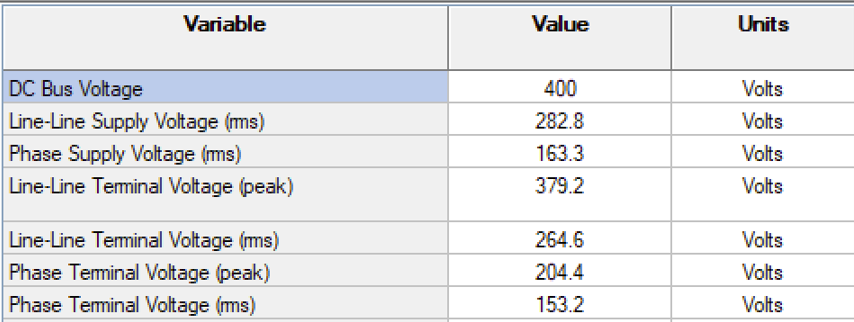 Variable Value Units
DC Bus Voltage 400 Volts
Line-Line Supply Voltage (rms) 282.8 Volts
Phase Supply Voltage (rms) 163.3 Volts
Line-Line Terminal Voltage (peak) 379.2 Volts
Line-Line Terminal Voltage (rms) 264.6 Volts
Phase Terminal Voltage (peak) 204.4 Volts
Phase Terminal Voltage (rms) 153.2 Volts